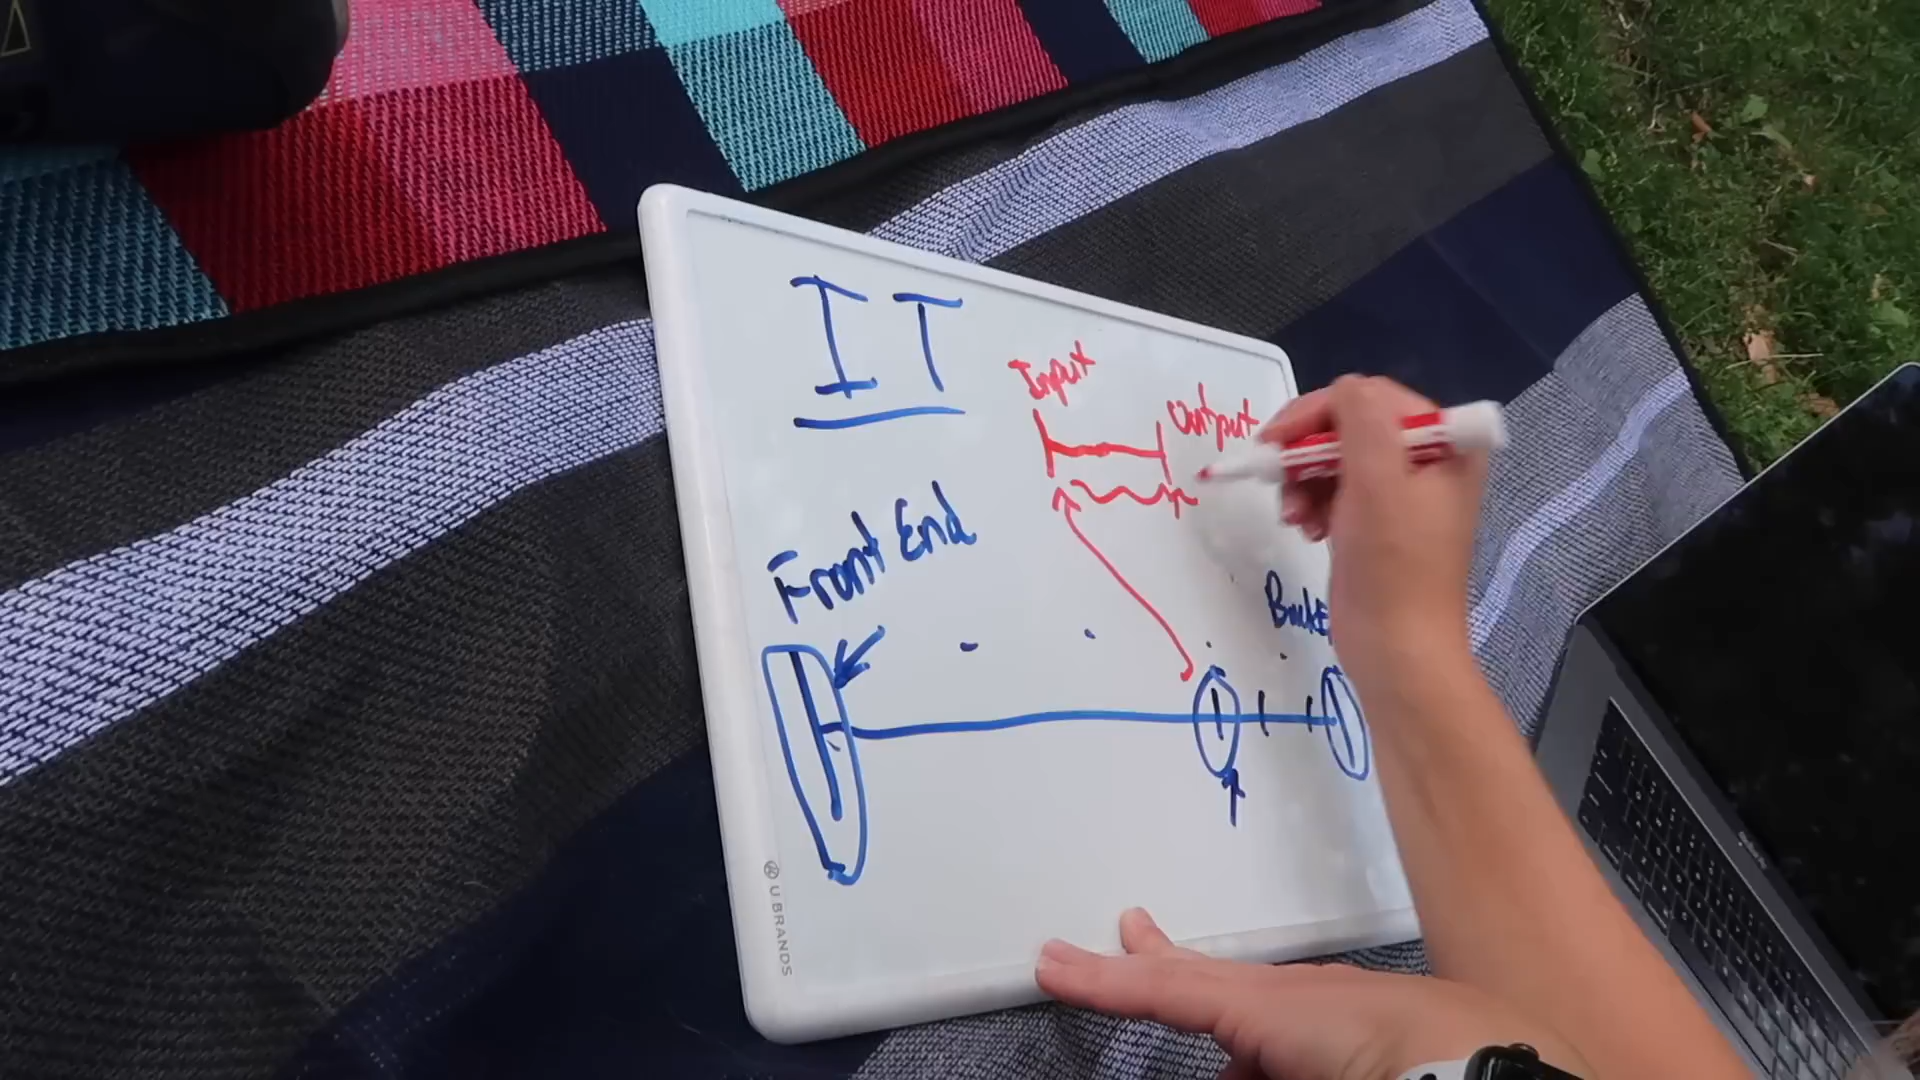 IT
Input
Output
Front End
U BRANDS